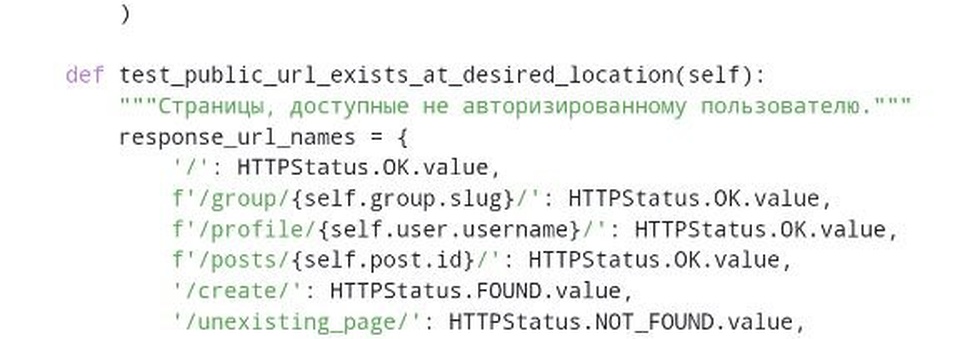 )
def test_public_url_exists_at_desired_location(self):
"""Страницы, доступные не авторизированному пользователю."""
response_url_names = {
'/': HTTPStatus.OK.value,
f'/group/{self.group.slug}/': HTTPStatus.OK.value,
f'/profile/{self.user.username}/': HTTPStatus.OK.value,
f'/posts/{self.post.id}/': HTTPStatus.OK.value,
'/create/': HTTPStatus.FOUND.value,
'/unexisting_page/': HTTPStatus.NOT_FOUND.value,